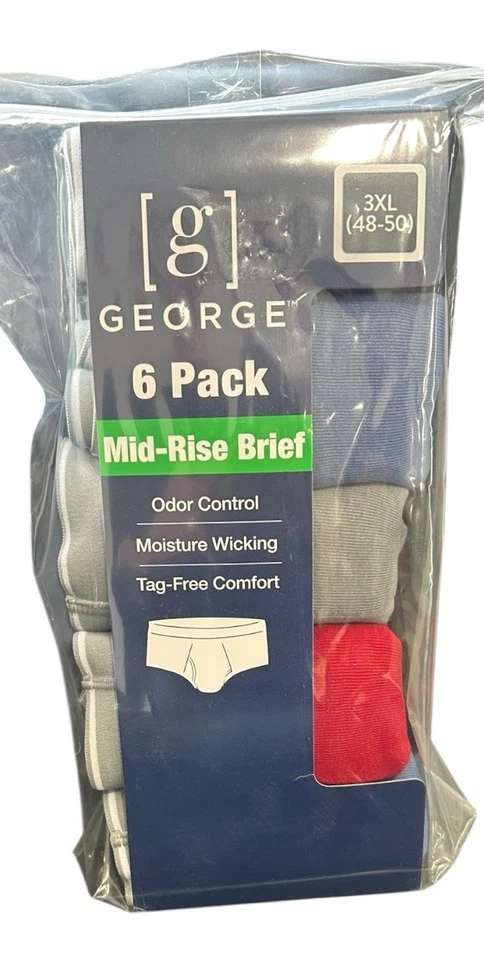 3XL
(48-50)
[g]
GEORGE™
6 Pack
Mid-Rise Brief
Odor Control
Moisture Wicking
Tag-Free Comfort